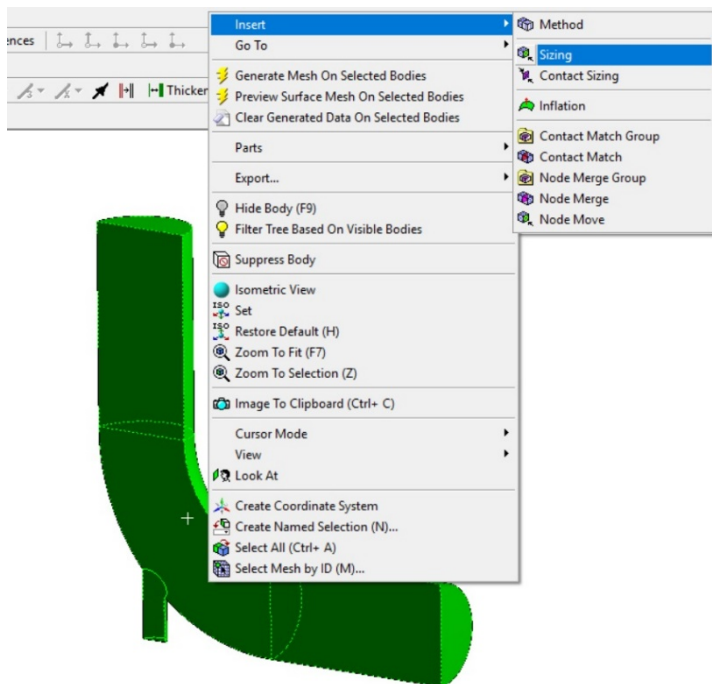 ences
Thicker
Insert
Go To
Generate Mesh On Selected Bodies
Preview Surface Mesh On Selected Bodies
Clear Generated Data On Selected Bodies
Parts
Export...
Hide Body (F9)
Filter Tree Based On Visible Bodies
Suppress Body
Isometric View
ISO Set
ISO Restore Default (H)
Zoom To Fit (F7)
Zoom To Selection (Z)
Image To Clipboard (Ctrl+ C)
Cursor Mode
View
Look At
Create Coordinate System
Create Named Selection (N)...
Select All (Ctrl+ A)
Select Mesh by ID (M)...
Method
Sizing
Contact Sizing
Inflation
Contact Match Group
Contact Match
Node Merge Group
Node Merge
Node Move